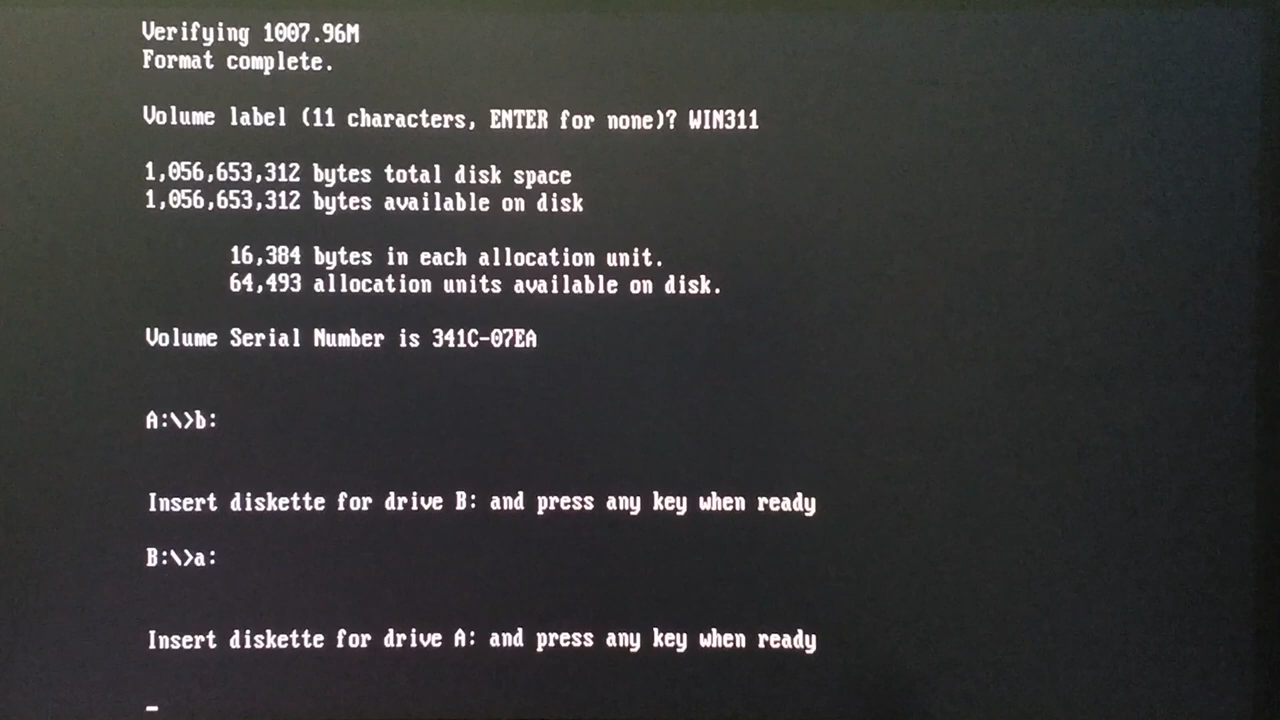 Verifying 1007.96M
Format complete.
Volume label (11 characters, ENTER for none)? WIN311
1,056,653,312 bytes total disk space
1,056,653,312 bytes available on disk
16,384 bytes in each allocation unit.
64,493 allocation units available on disk.
Volume Serial Number is 341C-07EA
A:\>b:
Insert diskette for drive B: and press any key when ready
B:\>a:
Insert diskette for drive A: and press any key when ready
_